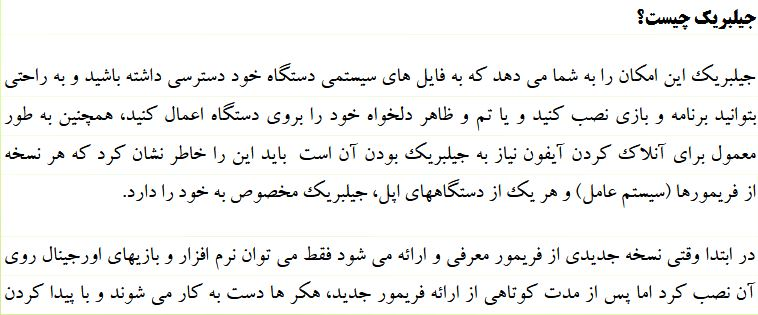 جیلبریک چیست؟
جیلبریک این امکان را به شما می دهد که به فایل های سیستمی دستگاه خود دسترسی داشته باشید و به راحتی
بتوانید برنامه و بازی نصب کنید و یا تم و ظاهر دلخواه خود را بروی دستگاه اعمال کنید، همچنین به طور
معمول برای آنلاک کردن آیفون نیاز به جیلبریک بودن آن است باید این را خاطر نشان کرد که هر نسخه
از فریمورها (سیستم عامل) و هر یک از دستگاههای اپل، جیلبریک مخصوص به خود را دارد.
در ابتدا وقتی نسخه جدیدی از فریمور معرفی و ارائه می شود فقط می توان نرم افزار و بازیهای اورجینال روی
آن نصب کرد اما پس از مدت کوتاهی از ارائه فریمور جدید، هکر ها دست به کار می شوند و با پیدا کردن